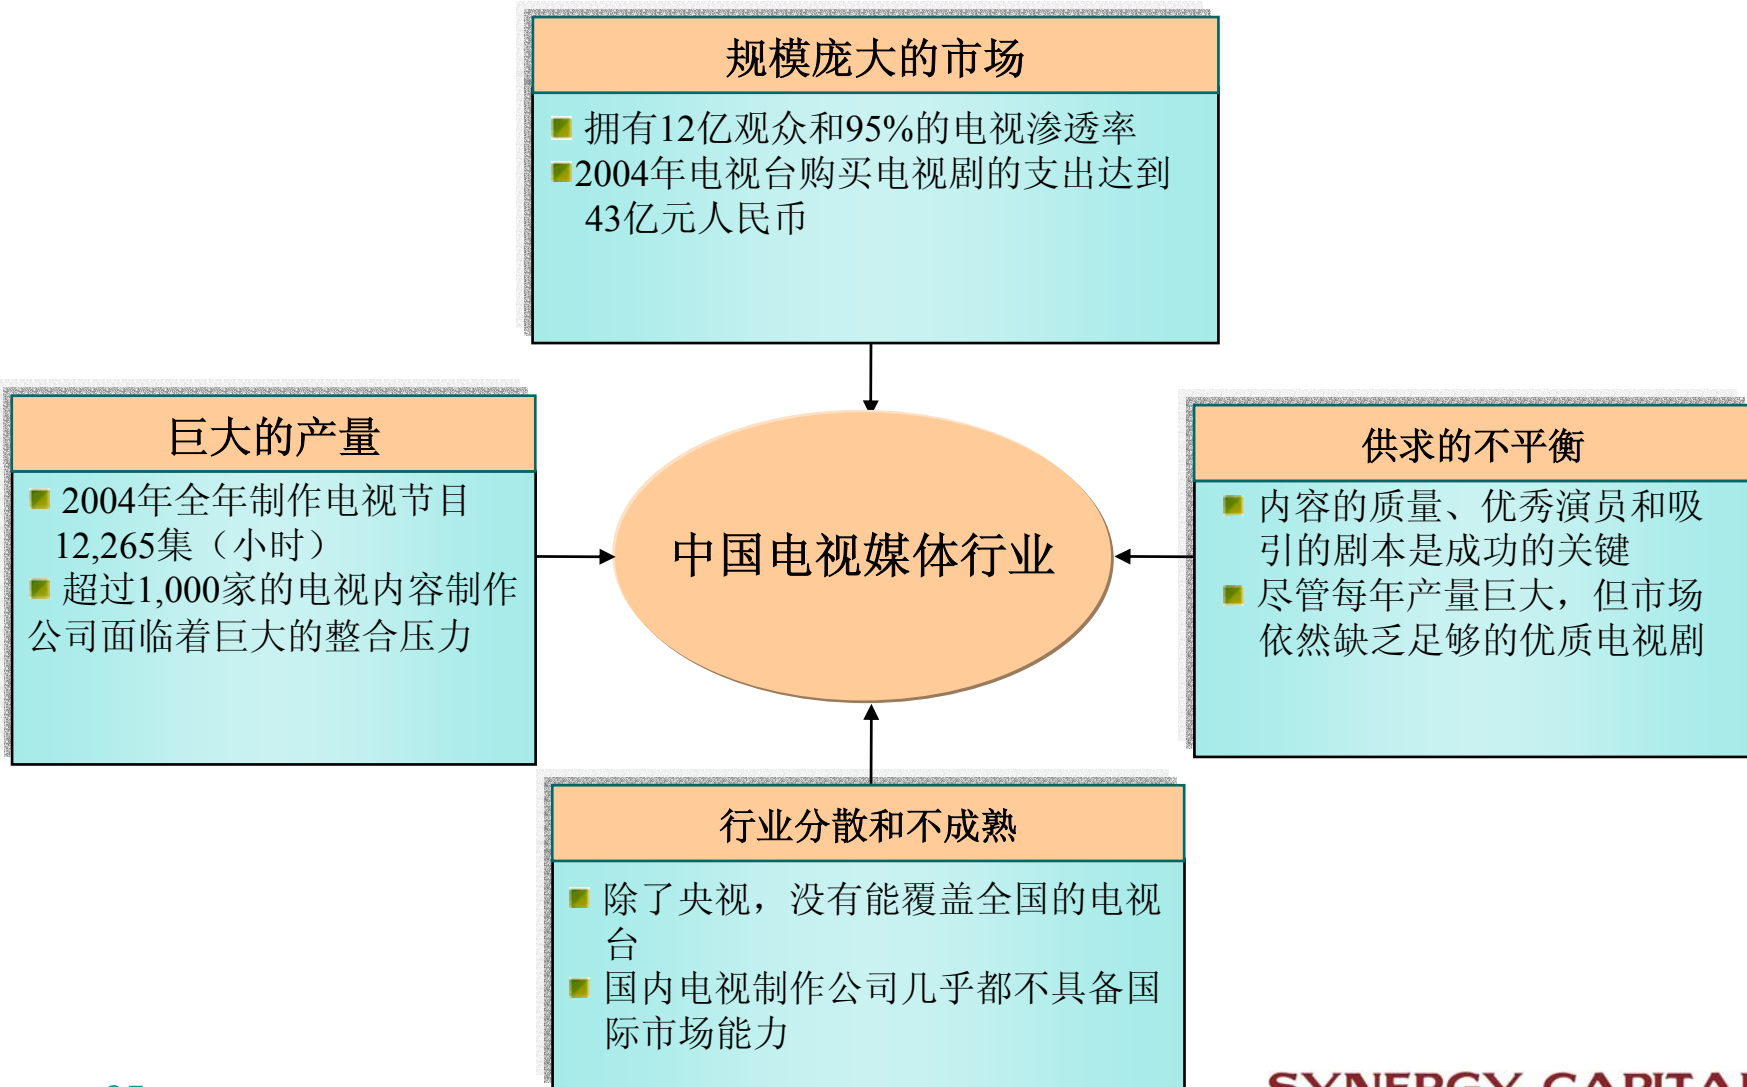 规模庞大的市场
拥有12亿观众和95%的电视渗透率
2004年电视台购买电视剧的支出达到
43亿元人民币
巨大的产量
2004年全年制作电视节目
12,265集（小时）
超过1,000家的电视内容制作
公司面临着巨大的整合压力
中国电视媒体行业
供求的不平衡
内容的质量、优秀演员和吸
引的剧本是成功的关键
尽管每年产量巨大，但市场
依然缺乏足够的优质电视剧
行业分散和不成熟
除了央视，没有能覆盖全国的电视
台
国内电视制作公司几乎都不具备国
际市场能力
SYNERGY CAPITAL